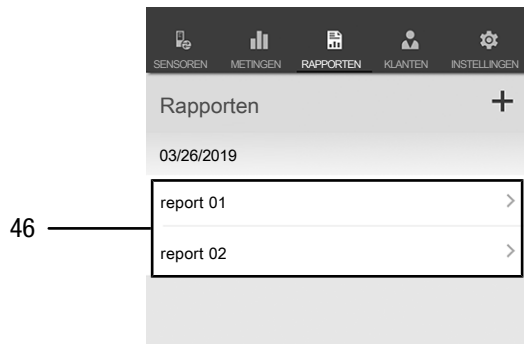 SENSOREN METINGEN RAPPORTEN KLANTEN INSTELLINGEN
Rapporten +
03/26/2019
report 01
46
report 02